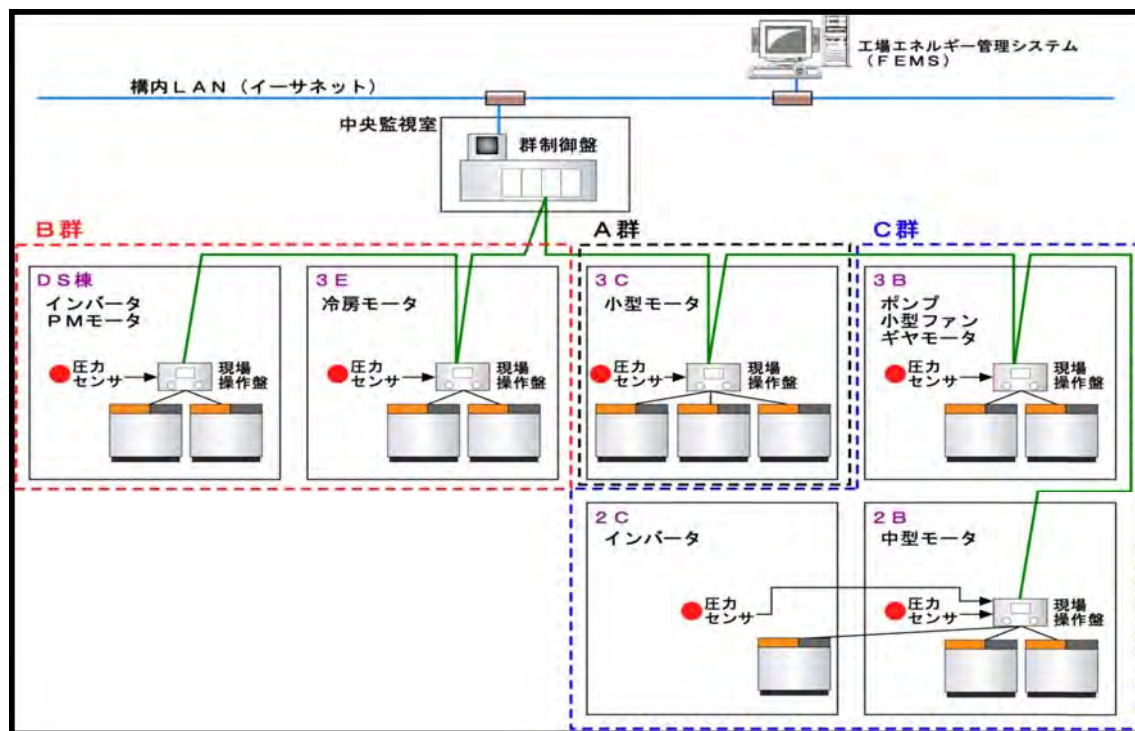 工場エネルギー管理システム
(FEMS)
構内LAN(イーサネット)
中央監視室
群制御盤
B群
A群
C群
DS棟
インバータ
PMモータ
圧力
センサ
現場
操作盤
3E
冷房モータ
圧力
センサ
現場
操作盤
3C
小型モータ
圧力
センサ
現場
操作盤
3B
ポンプ
小型ファン
ギヤモータ
圧力
センサ
現場
操作盤
2C
インバータ
圧力
センサ
2B
中型モータ
圧力
センサ
現場
操作盤